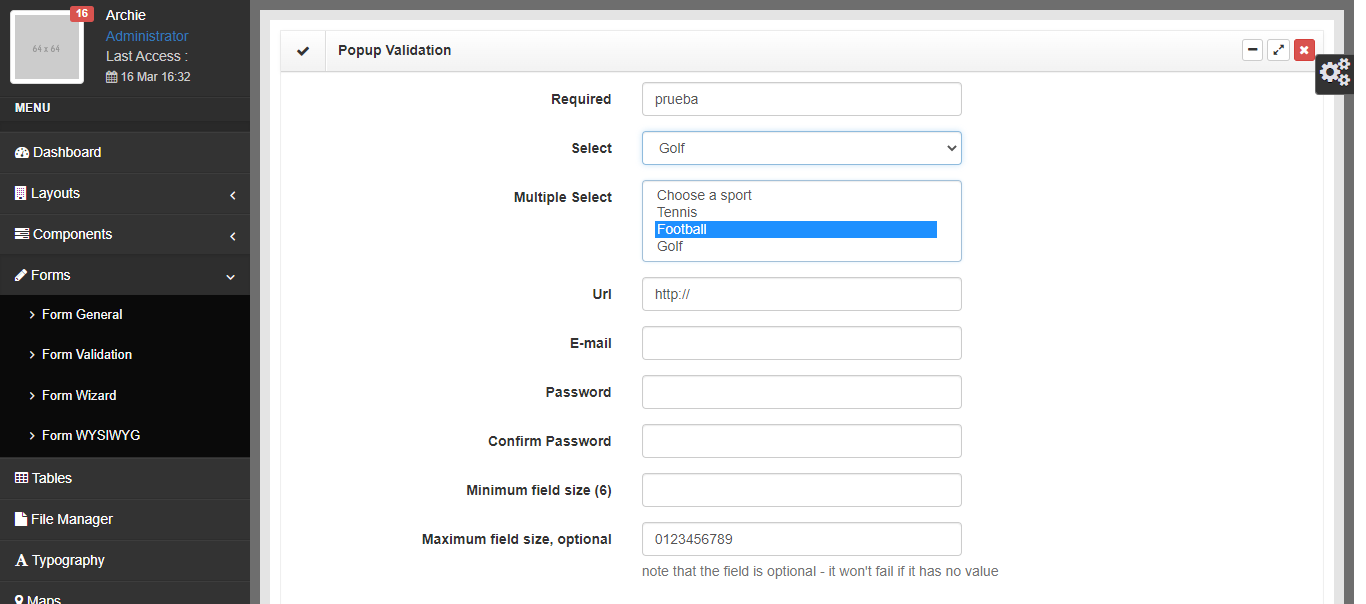 64 x 64
16
Archie
Administrator
Last Access :
16 Mar 16:32
MENU
Dashboard
Layouts
Components
Forms
Form General
Form Validation
Form Wizard
Form WYSIWYG
Tables
File Manager
Typography
Maps
Popup Validation
Required prueba
Select Golf
Multiple Select Choose a sport
Tennis
Football
Golf
Url http://
E-mail
Password
Confirm Password
Minimum field size (6)
Maximum field size, optional 0123456789
note that the field is optional - it won't fail if it has no value